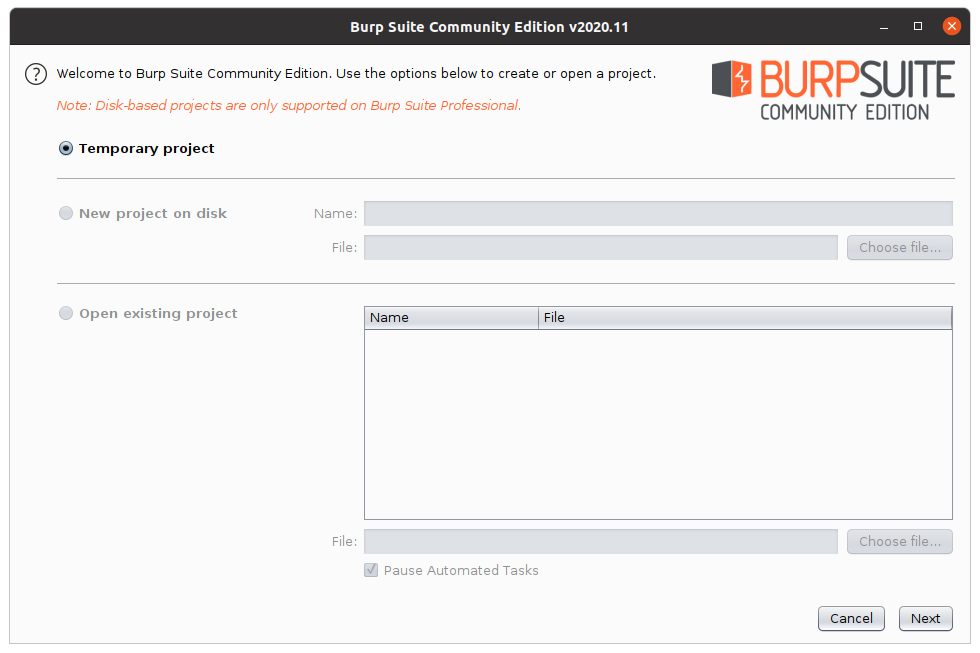 Burp Suite Community Edition v2020.11
Welcome to Burp Suite Community Edition. Use the options below to create or open a project.
Note: Disk-based projects are only supported on Burp Suite Professional.
BURPSUITE
COMMUNITY EDITION
Temporary project
New project on disk
Name:
File:
Choose file...
Open existing project
Name File
File:
Choose file...
Pause Automated Tasks
Cancel
Next